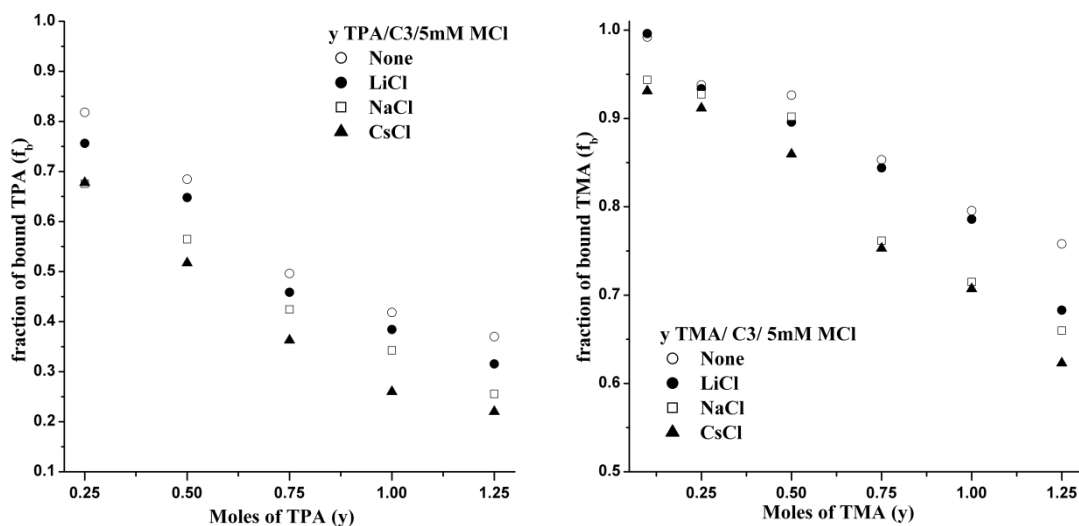 fraction of bound TPA (fb)
1.0
0.9
0.8
0.7
0.6
0.5
0.4
0.3
0.2
0.1
y TPA/C3/5mM MCl
None
LiCl
NaCl
CsCl
0.25 0.50 0.75 1.00 1.25
Moles of TPA (y)
fraction of bound TMA (fb)
1.0
0.9
0.8
0.7
0.6
0.5
y TMA/ C3/ 5mM MCl
None
LiCl
NaCl
CsCl
0.25 0.50 0.75 1.00 1.25
Moles of TMA (y)